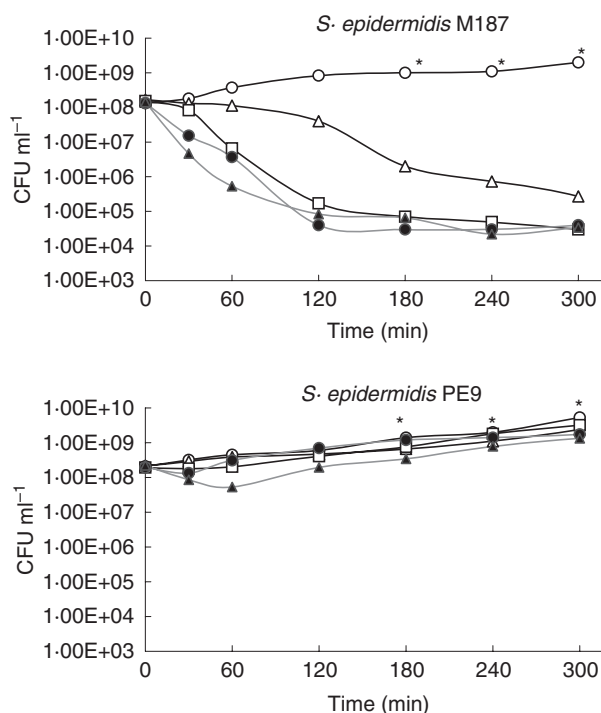 S· epidermidis M187
1·00E+10
1·00E+09
1·00E+08
1·00E+07
1·00E+06
1·00E+05
1·00E+04
1·00E+03
CFU ml⁻¹
* * *
0 60 120 180 240 300
Time (min)
S· epidermidis PE9
1·00E+10
1·00E+09
1·00E+08
1·00E+07
1·00E+06
1·00E+05
1·00E+04
1·00E+03
CFU ml⁻¹
* * *
0 60 120 180 240 300
Time (min)